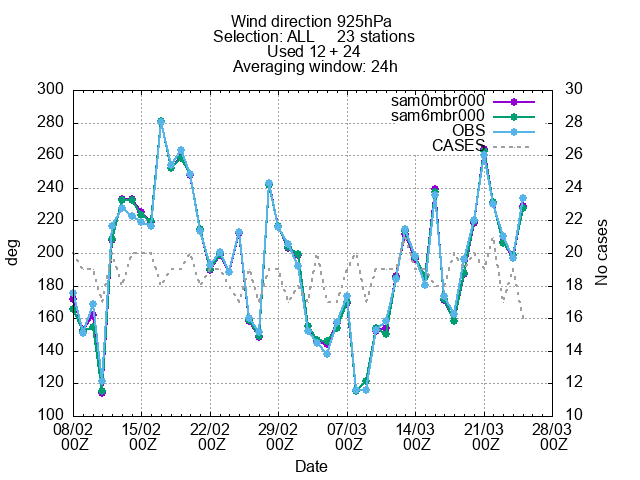 Wind direction 925hPa
Selection: ALL 23 stations
Used 12 + 24
Averaging window: 24h
300 30
280 28
260 26
240 24
220 22
200 20
180 18
160 16
140 14
120 12
100 10
sam0mbr000
sam6mbr000
OBS
CASES
deg
No cases
08/02 15/02 22/02 29/02 07/03 14/03 21/03 28/03
00Z 00Z 00Z 00Z 00Z 00Z 00Z 00Z
Date